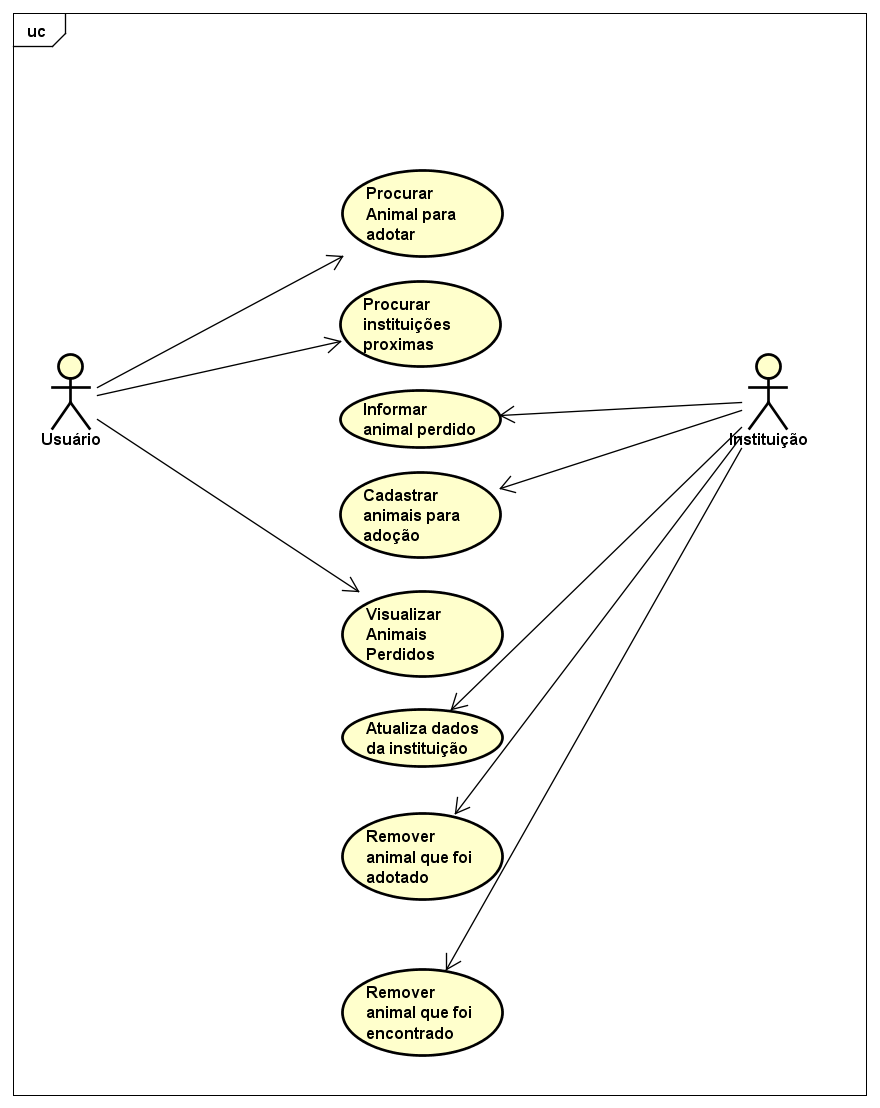 uc
Procurar
Animal para
adotar
Procurar
instituições
proximas
Informar
animal perdido
Usuário
Instituição
Cadastrar
animais para
adoção
Visualizar
Animais
Perdidos
Atualiza dados
da instituição
Remover
animal que foi
adotado
Remover
animal que foi
encontrado